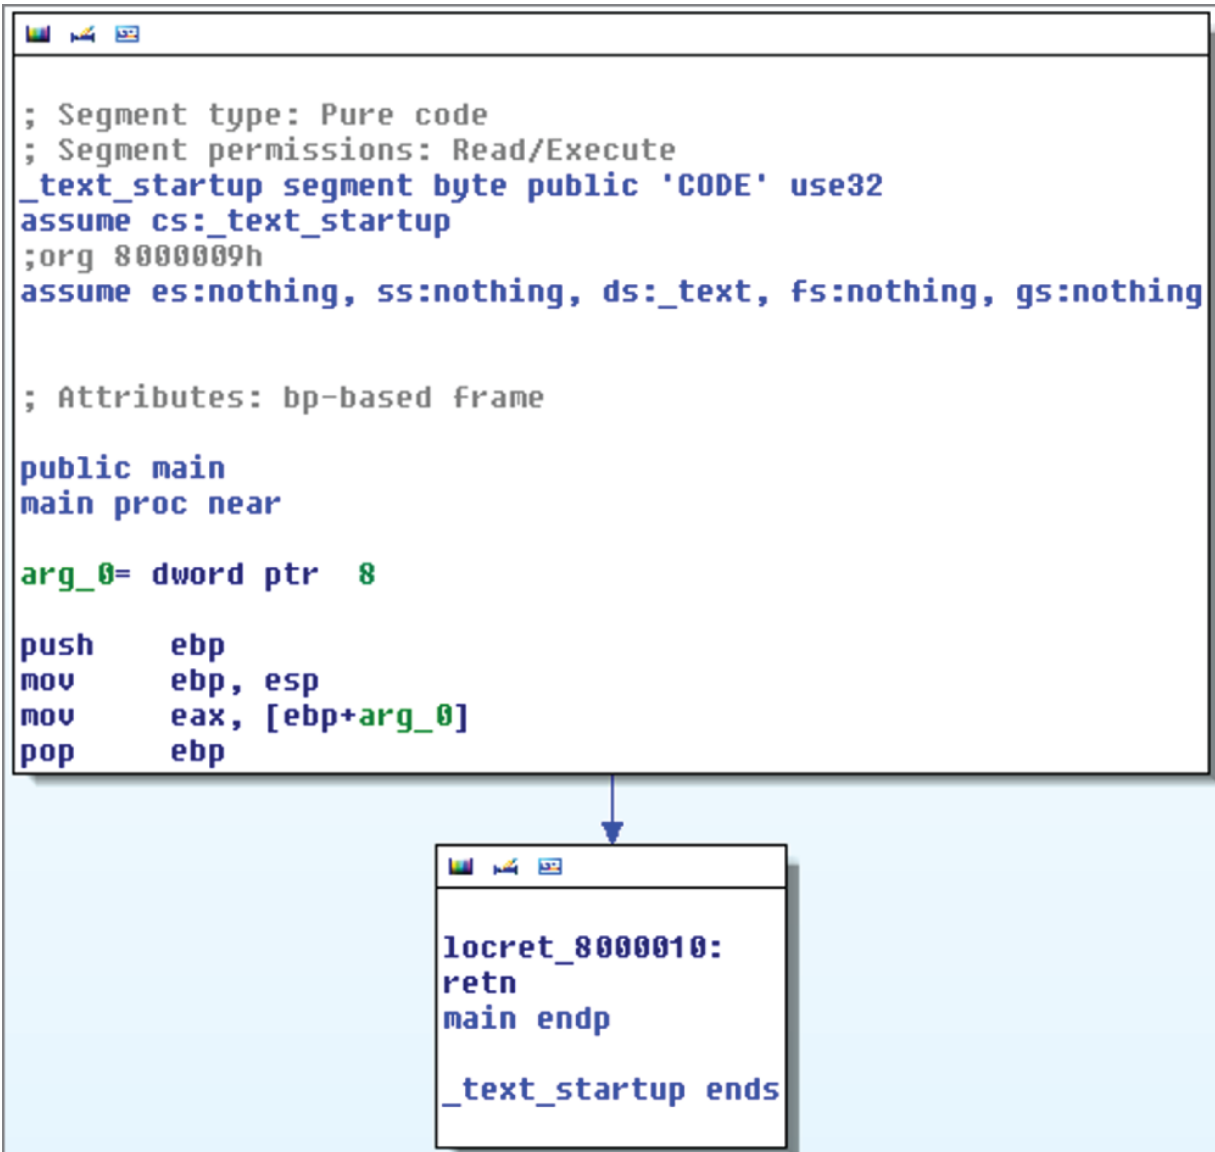 ; Segment type: Pure code
; Segment permissions: Read/Execute
_text_startup segment byte public 'CODE' use32
assume cs:_text_startup
;org 8000009h
assume es:nothing, ss:nothing, ds:_text, fs:nothing, gs:nothing
; Attributes: bp-based frame
public main
main proc near
arg_0= dword ptr  8
push    ebp
mov     ebp, esp
mov     eax, [ebp+arg_0]
pop     ebp
locret_8000010:
retn
main endp
_text_startup ends